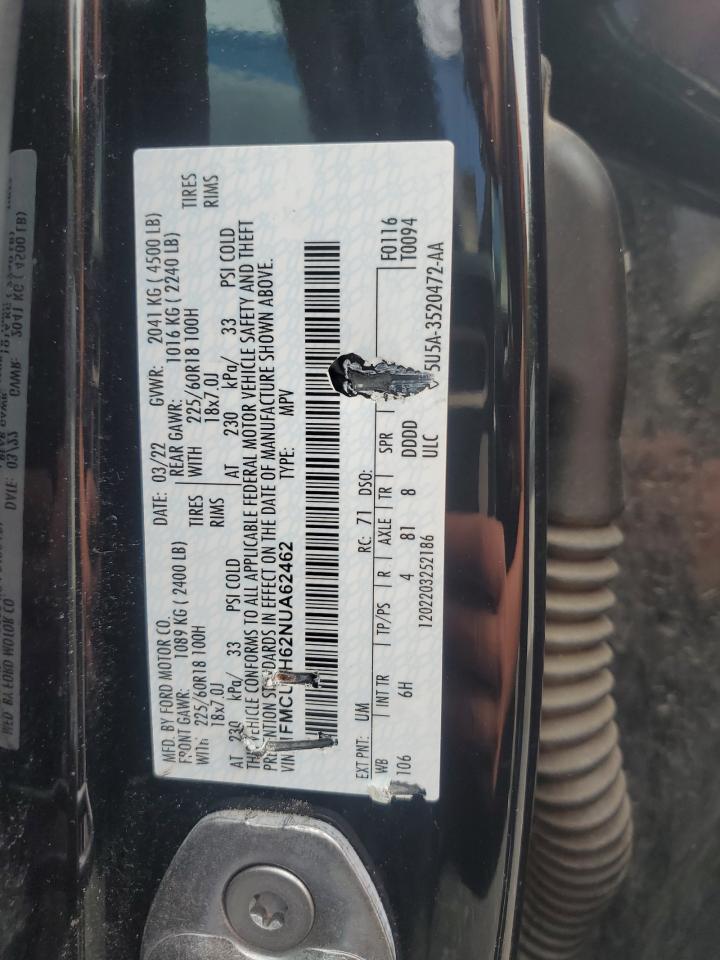 MFD. BY FORD MOTOR CO.
DATE: 03/22 GVWR: 2041 KG ( 4500 LB)
FRONT GAWR: 1089 KG ( 2400 LB) REAR GAWR: 1016 KG ( 2240 LB)
225/60R18 100H TIRES WITH 225/60R18 100H TIRES
18x7.0J RIMS 18x7.0J RIMS
AT 230 kPa/ 33 PSI COLD AT 230 kPa/ 33 PSI COLD
VEHICLE CONFORMS TO ALL APPLICABLE FEDERAL MOTOR VEHICLE SAFETY AND THEFT
PREVENTION IN EFFECT ON THE DATE OF MANUFACTURE SHOWN ABOVE.
VIN TYPE: MPV
EXT PNT: UM RC: 71 DSO: F0116
T0094
WB INT TR TP/PS R AXLE TR SPR
106 6H 4 81 8 DDDD 5U5A-3520472-AA
1202203252186 ULC